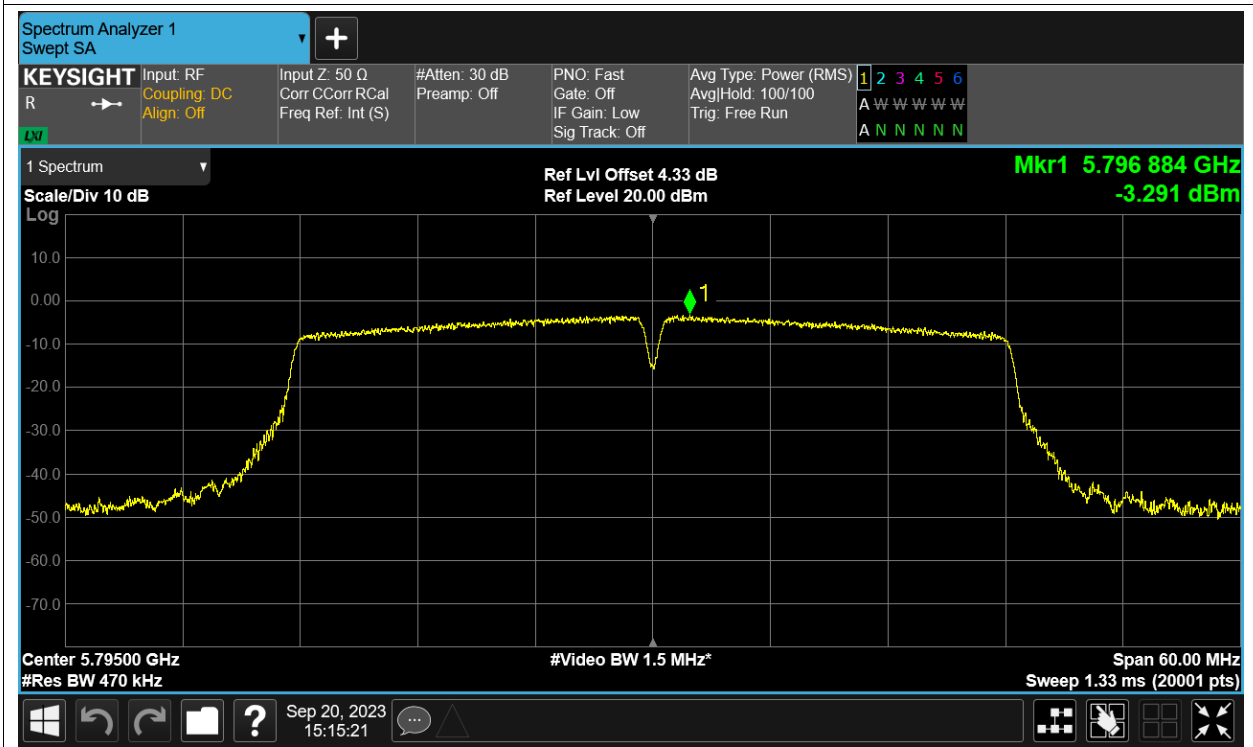 Spectrum Analyzer 1
Swept SA
+
KEYSIGHT
R
LXI
Input: RF
Coupling: DC
Align: Off
Input Z: 50 Ω
Corr CCorr RCal
Freq Ref: Int (S)
#Atten: 30 dB
Preamp: Off
PNO: Fast
Gate: Off
IF Gain: Low
Sig Track: Off
Avg Type: Power (RMS)
Avg|Hold: 100/100
Trig: Free Run
1 2 3 4 5 6
A W W W W W
A N N N N N
1 Spectrum
Scale/Div 10 dB
Log
Ref Lvl Offset 4.33 dB
Ref Level 20.00 dBm
Mkr1 5.796 884 GHz
-3.291 dBm
10.0
0.00
-10.0
-20.0
-30.0
-40.0
-50.0
-60.0
-70.0
1
Center 5.79500 GHz
#Res BW 470 kHz
#Video BW 1.5 MHz*
Span 60.00 MHz
Sweep 1.33 ms (20001 pts)
?
Sep 20, 2023
15:15:21